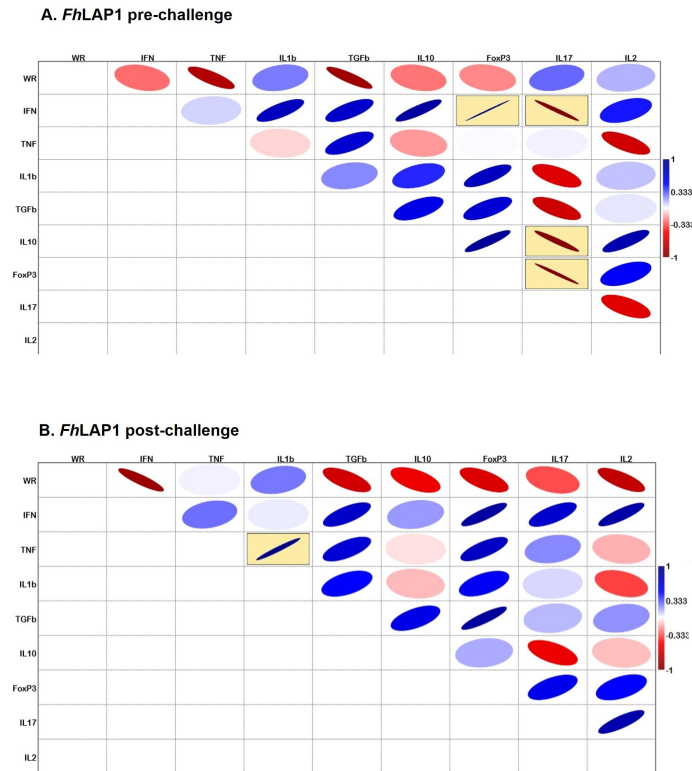 A. FhLAP1 pre-challenge
WR IFN TNF IL1b TGFb IL10 FoxP3 IL17 IL2
WR
IFN
TNF
IL1b
TGFb
IL10
FoxP3
IL17
IL2
1
0.333
-0.333
-1
B. FhLAP1 post-challenge
WR IFN TNF IL1b TGFb IL10 FoxP3 IL17 IL2
WR
IFN
TNF
IL1b
TGFb
IL10
FoxP3
IL17
IL2
1
0.333
-0.333
-1